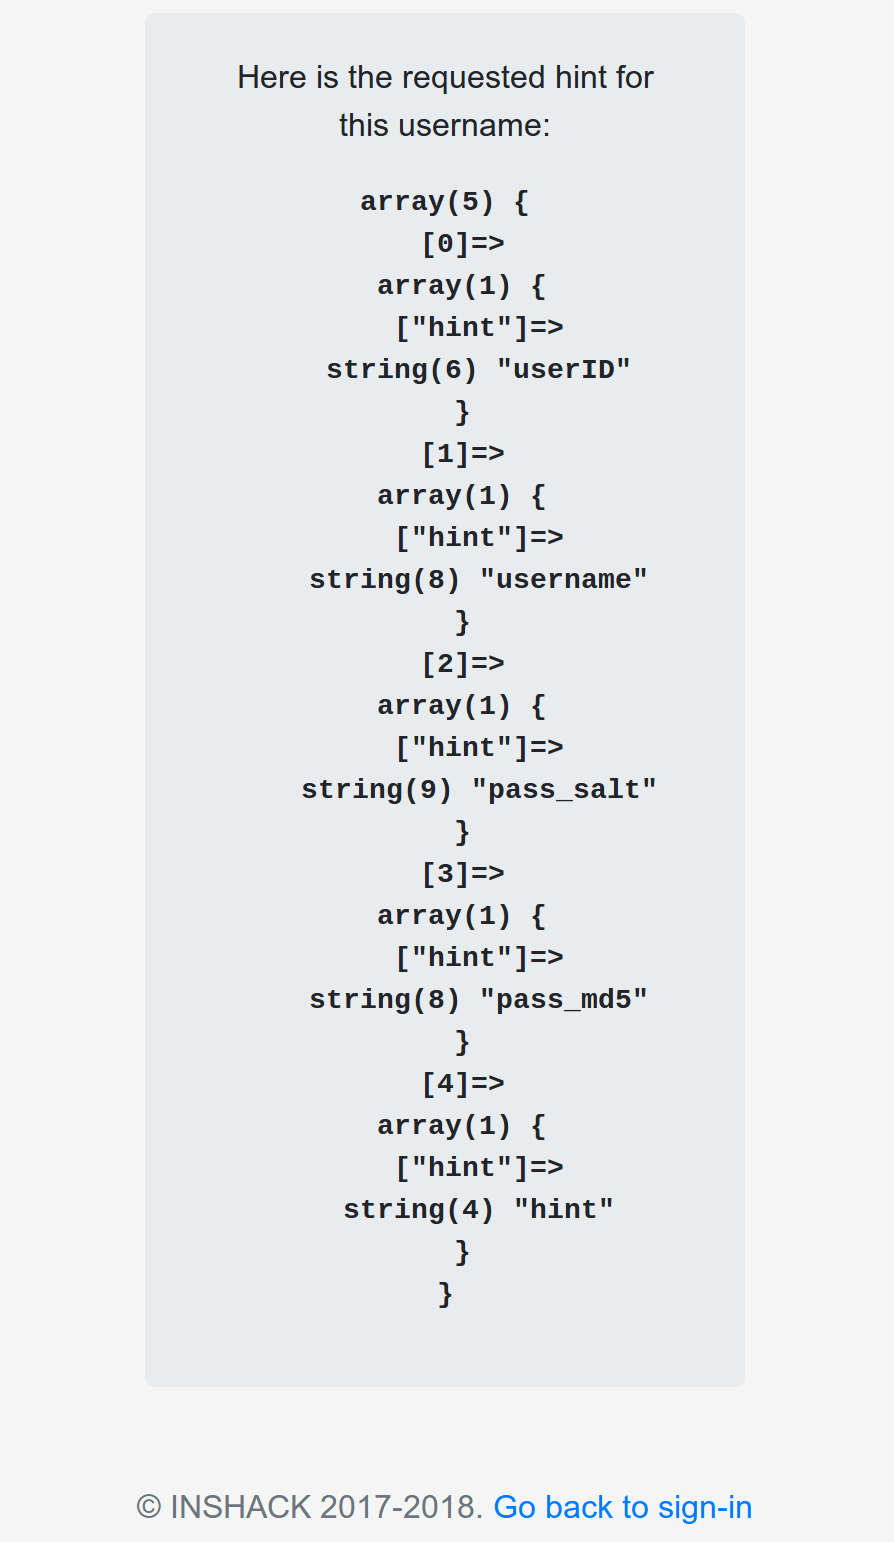 Here is the requested hint for
this username:
array(5) {
[0]=>
array(1) {
["hint"]=>
string(6) "userID"
}
[1]=>
array(1) {
["hint"]=>
string(8) "username"
}
[2]=>
array(1) {
["hint"]=>
string(9) "pass_salt"
}
[3]=>
array(1) {
["hint"]=>
string(8) "pass_md5"
}
[4]=>
array(1) {
["hint"]=>
string(4) "hint"
}
}
© INSHACK 2017-2018. Go back to sign-in